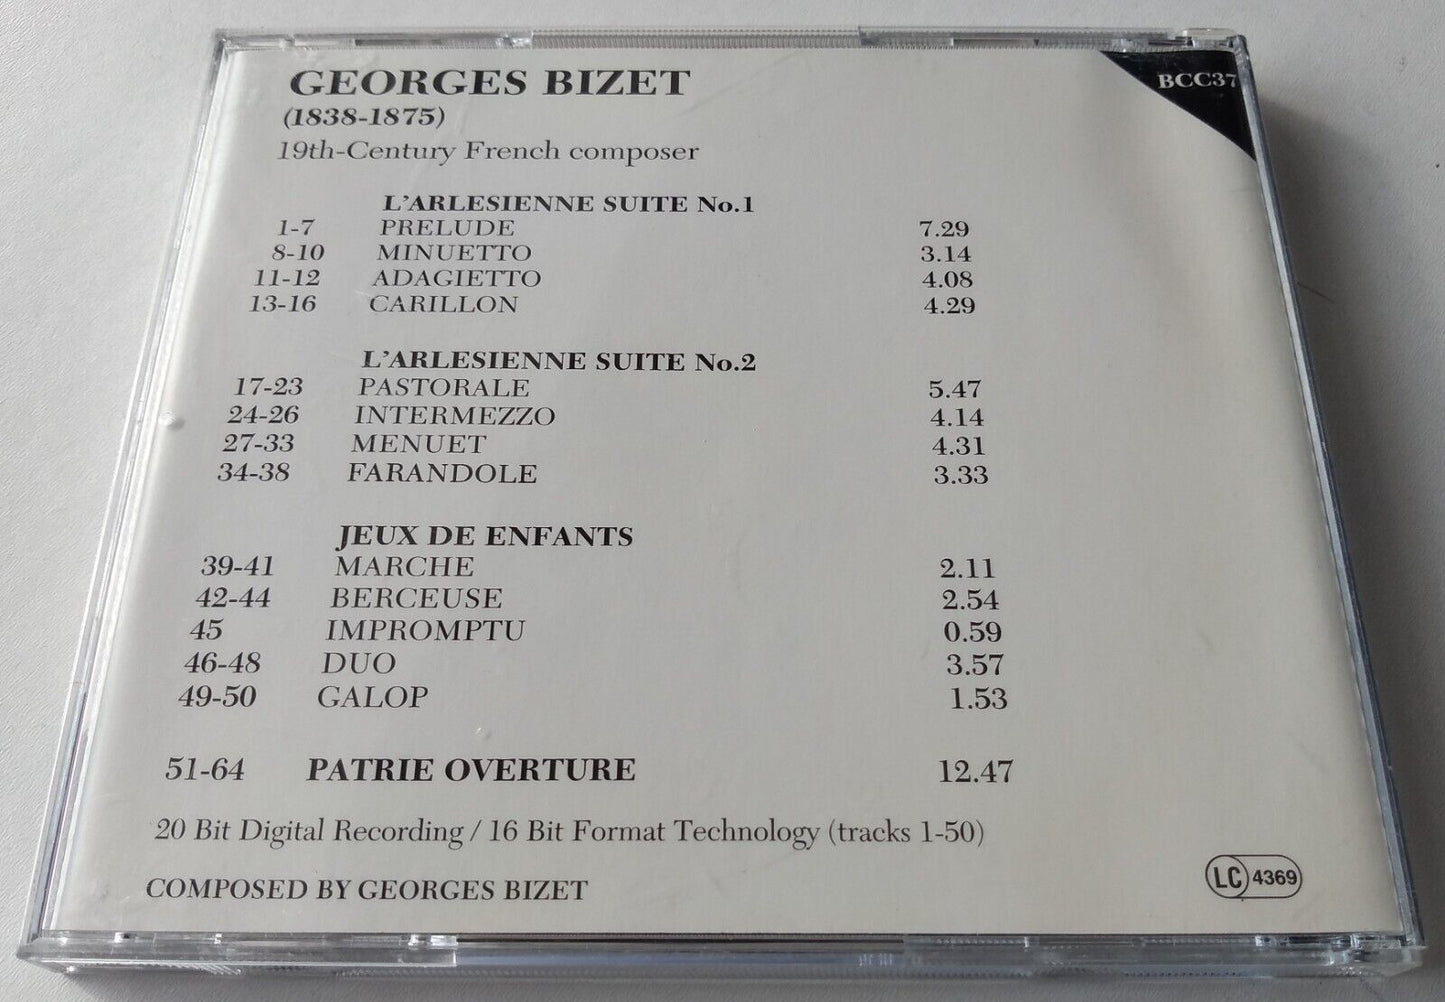 GEORGES BIZET
BCC37
(1838-1875)
19th-Century French composer
L'ARLESIENNE SUITE No.1
1-7 PRELUDE 7.29
8-10 MINUETTO 3.14
11-12 ADAGIETTO 4.08
13-16 CARILLON 4.29
L'ARLESIENNE SUITE No.2
17-23 PASTORALE 5.47
24-26 INTERMEZZO 4.14
27-33 MENUET 4.31
34-38 FARANDOLE 3.33
JEUX DE ENFANTS
39-41 MARCHE 2.11
42-44 BERCEUSE 2.54
45 IMPROMPTU 0.59
46-48 DUO 3.57
49-50 GALOP 1.53
51-64 PATRIE OVERTURE 12.47
20 Bit Digital Recording / 16 Bit Format Technology (tracks 1-50)
COMPOSED BY GEORGES BIZET
LC 4369